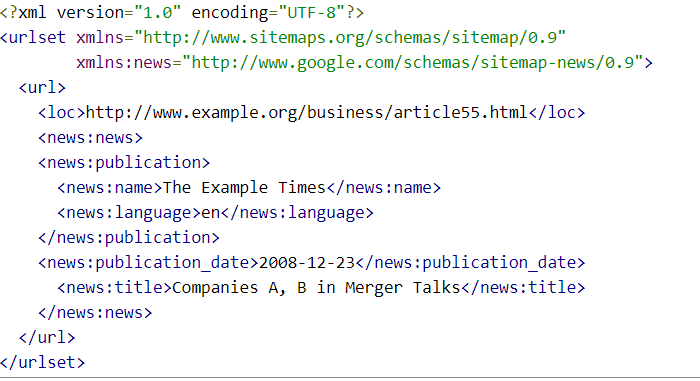 <?xml version="1.0" encoding="UTF-8"?>
<urlset xmlns="http://www.sitemaps.org/schemas/sitemap/0.9"
        xmlns:news="http://www.google.com/schemas/sitemap-news/0.9">
  <url>
    <loc>http://www.example.org/business/article55.html</loc>
    <news:news>
    <news:publication>
      <news:name>The Example Times</news:name>
      <news:language>en</news:language>
    </news:publication>
    <news:publication_date>2008-12-23</news:publication_date>
      <news:title>Companies A, B in Merger Talks</news:title>
    </news:news>
  </url>
</urlset>